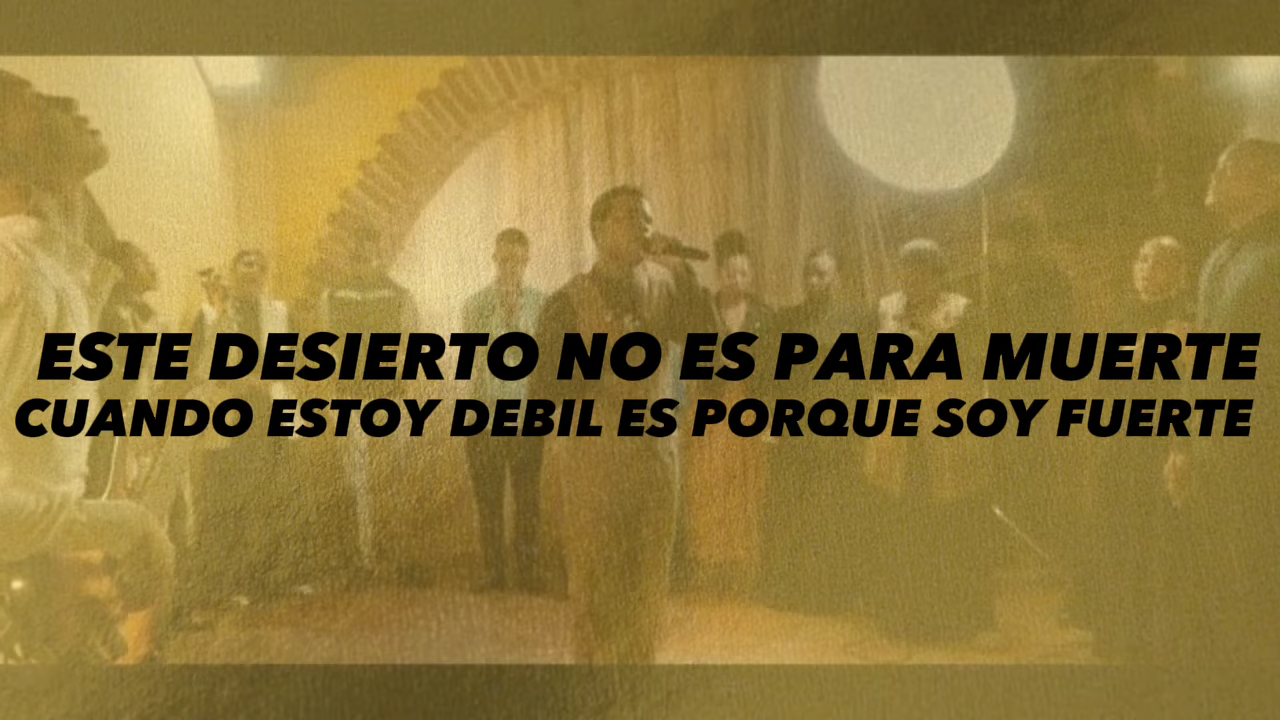 ESTE DESIERTO NO ES PARA MUERTE
CUANDO ESTOY DEBIL ES PORQUE SOY FUERTE